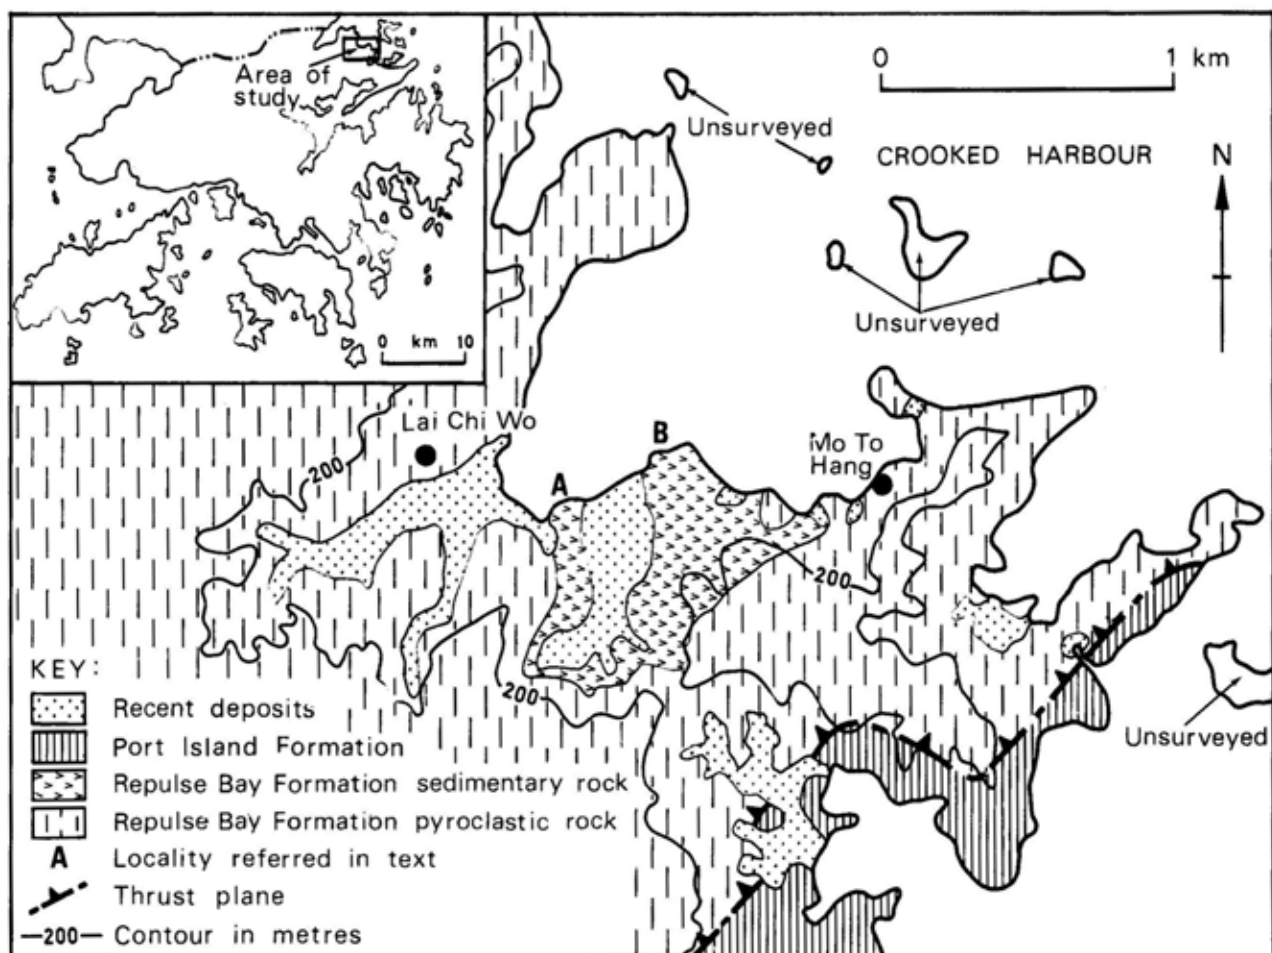 Area of
study
0 km 10
0 1 km
Unsurveyed
CROOKED HARBOUR
N
Unsurveyed
Lai Chi Wo
200
A
B
Mo To
Hang
200
200
Unsurveyed
KEY:
Recent deposits
Port Island Formation
Repulse Bay Formation sedimentary rock
Repulse Bay Formation pyroclastic rock
A Locality referred in text
Thrust plane
—200— Contour in metres